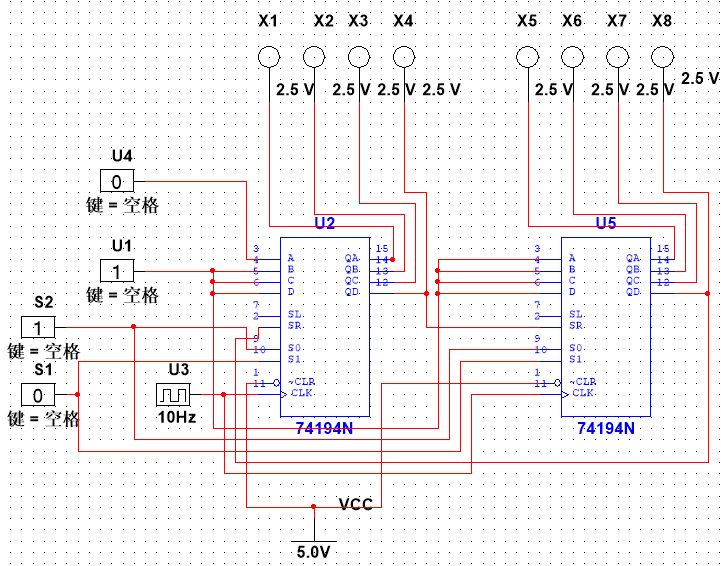 X1 X2 X3 X4 X5 X6 X7 X8
2.5 V 2.5 V 2.5 V 2.5 V 2.5 V 2.5 V 2.5 V
U4
0
键 = 空格
U2 U5
U1
1
键 = 空格
3 4 5 6 A B C D QA QB QC QD 15 14 13 12
7 2 SL SR
9 10 S0 S1
1 11 ~CLR CLK
74194N
3 4 5 6 A B C D QA QB QC QD 15 14 13 12
7 2 SL SR
9 10 S0 S1
1 11 ~CLR CLK
74194N
S2
1
键 = 空格
S1
0
键 = 空格
U3
10Hz
VCC
5.0V